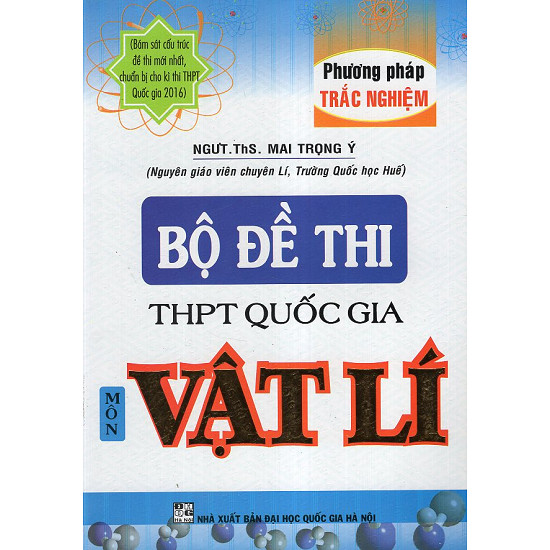 (Bám sát cấu trúc
đề thi mới nhất,
chuẩn bị cho kì thi THPT
Quốc gia 2016)
Phương pháp
TRẮC NGHIỆM
NGƯT.ThS. MAI TRỌNG Ý
(Nguyên giáo viên chuyên Lí, Trường Quốc học Huế)
BỘ ĐỀ THI
THPT QUỐC GIA
MÔN
VẬT LÍ
NHÀ XUẤT BẢN ĐẠI HỌC QUỐC GIA HÀ NỘI